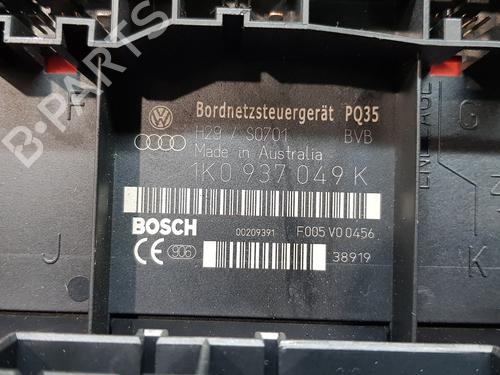 Bordnetzsteuergerät PQ35
H29 / S0701 BVB
Made in Australia
1K0 937 049 K
BOSCH 00209391 F005 V0 0456
CE 906 38919
F
G
J
K
B-PARTS